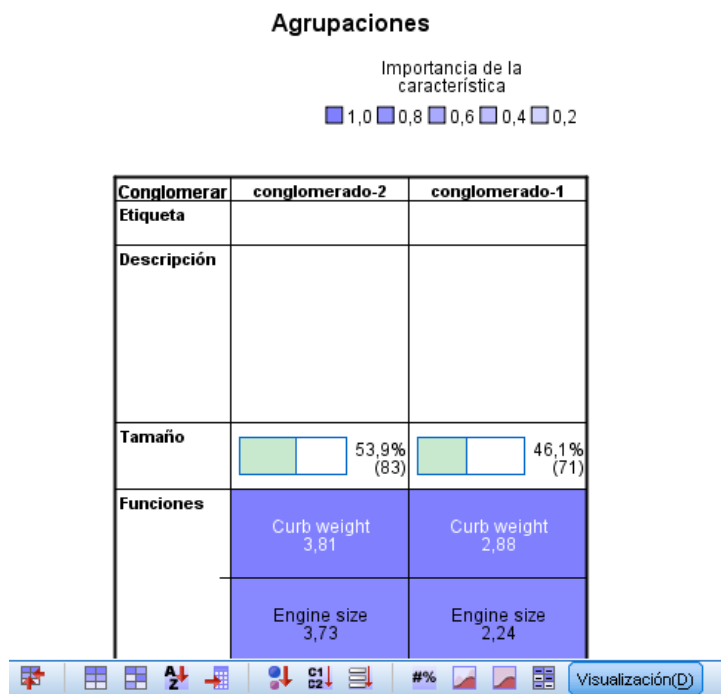 Agrupaciones
Importancia de la
característica
1,0 0,8 0,6 0,4 0,2
Conglomerar conglomerado-2 conglomerado-1
Etiqueta
Descripción
Tamaño
53,9% 46,1%
(83) (71)
Funciones
Curb weight Curb weight
3,81 2,88
Engine size Engine size
3,73 2,24
A Z C1 C2 #% Visualización(D)